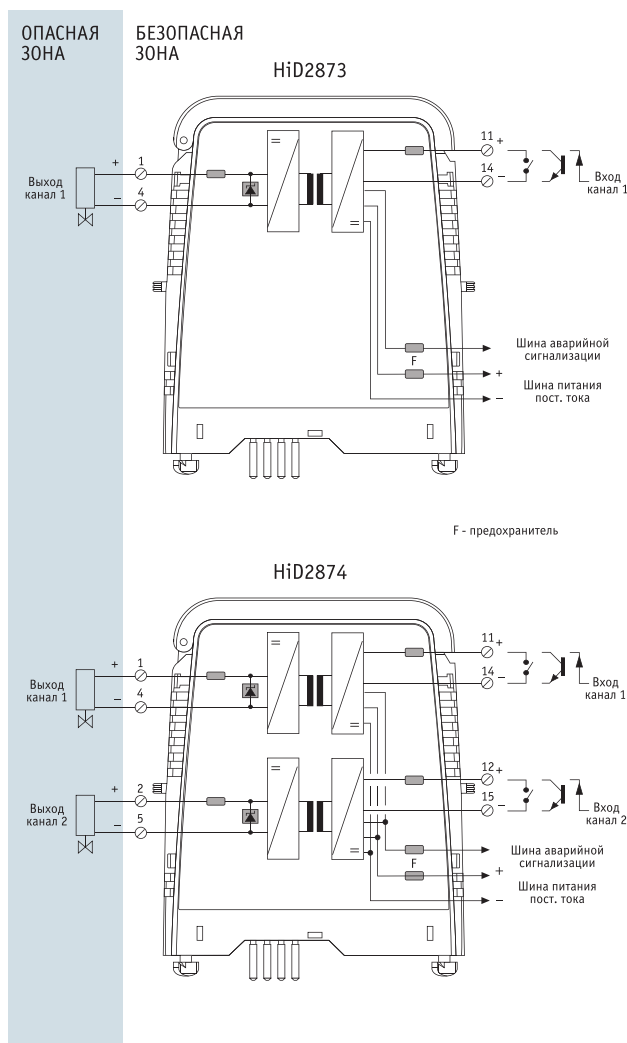 ОПАСНАЯ
ЗОНА
БЕЗОПАСНАЯ
ЗОНА
HiD2873
+ 1
Выход
канал 1
– 4
11 +
14 –
Вход
канал 1
Шина аварийной
сигнализации
F
+
Шина питания
пост. тока
–
F - предохранитель
HiD2874
+ 1
Выход
канал 1
– 4
11 +
14 –
Вход
канал 1
+ 2
Выход
канал 2
– 5
12 +
15 –
Вход
канал 2
Шина аварийной
сигнализации
F
+
Шина питания
пост. тока
–